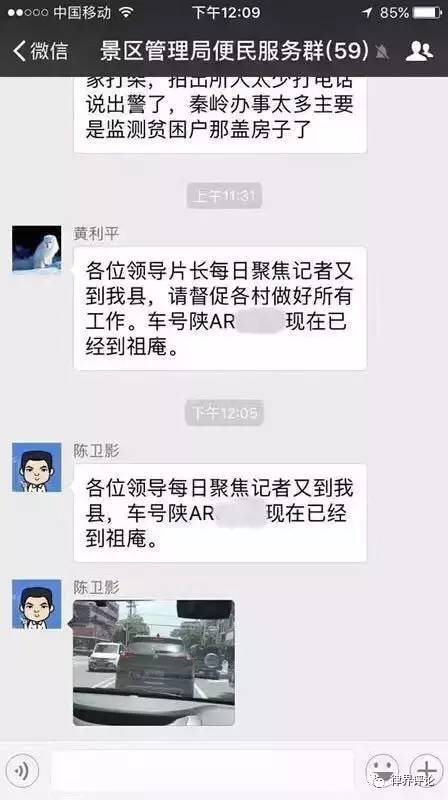 中国移动
下午12:09
85%
微信
景区管理局便民服务群(59)
家打架，拍出所人太少打电话
说出警了，秦岭办事太多主要
是监测贫困户那盖房子了
上午11:31
黄利平
各位领导片长每日聚焦记者又
到我县，请督促各村做好所有
工作。车号陕AR 现在已
经到祖庵。
下午12:05
陈卫影
各位领导每日聚焦记者又到我
县，车号陕AR 现在已经
到祖庵。
陈卫影
律界评论